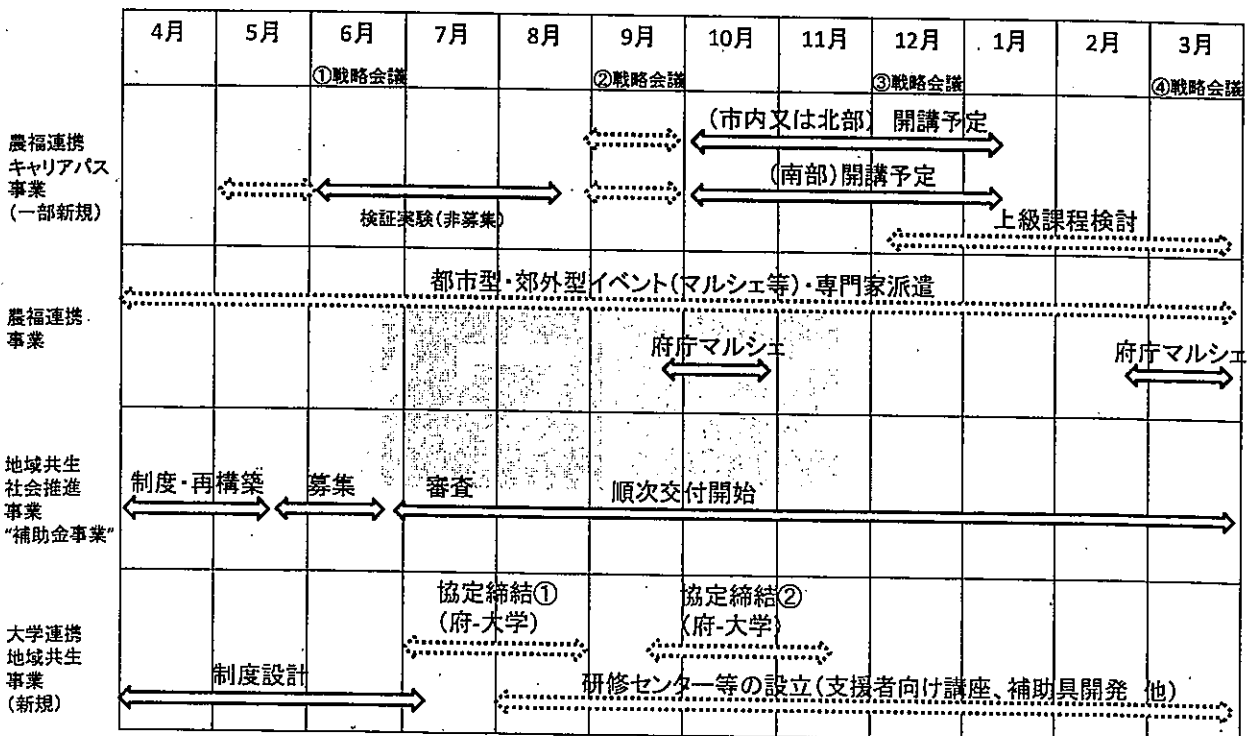 4月 5月 6月 7月 8月 9月 10月 11月 12月 1月 2月 3月
①戦略会議 ②戦略会議 ③戦略会議 ④戦略会議
農福連携
キャリアパス
事業
(一部新規)
(市内又は北部) 開講予定
(南部)開講予定
検証実験(非募集)
上級課程検討
農福連携
事業
都市型・郊外型イベント(マルシェ等)・専門家派遣
府庁マルシェ
府庁マルシェ
地域共生
社会推進
事業
“補助金事業”
制度・再構築 募集 審査 順次交付開始
大学連携
地域共生
事業
(新規)
協定締結①
(府-大学)
協定締結②
(府-大学)
制度設計
研修センター等の設立(支援者向け講座、補助具開発 他)